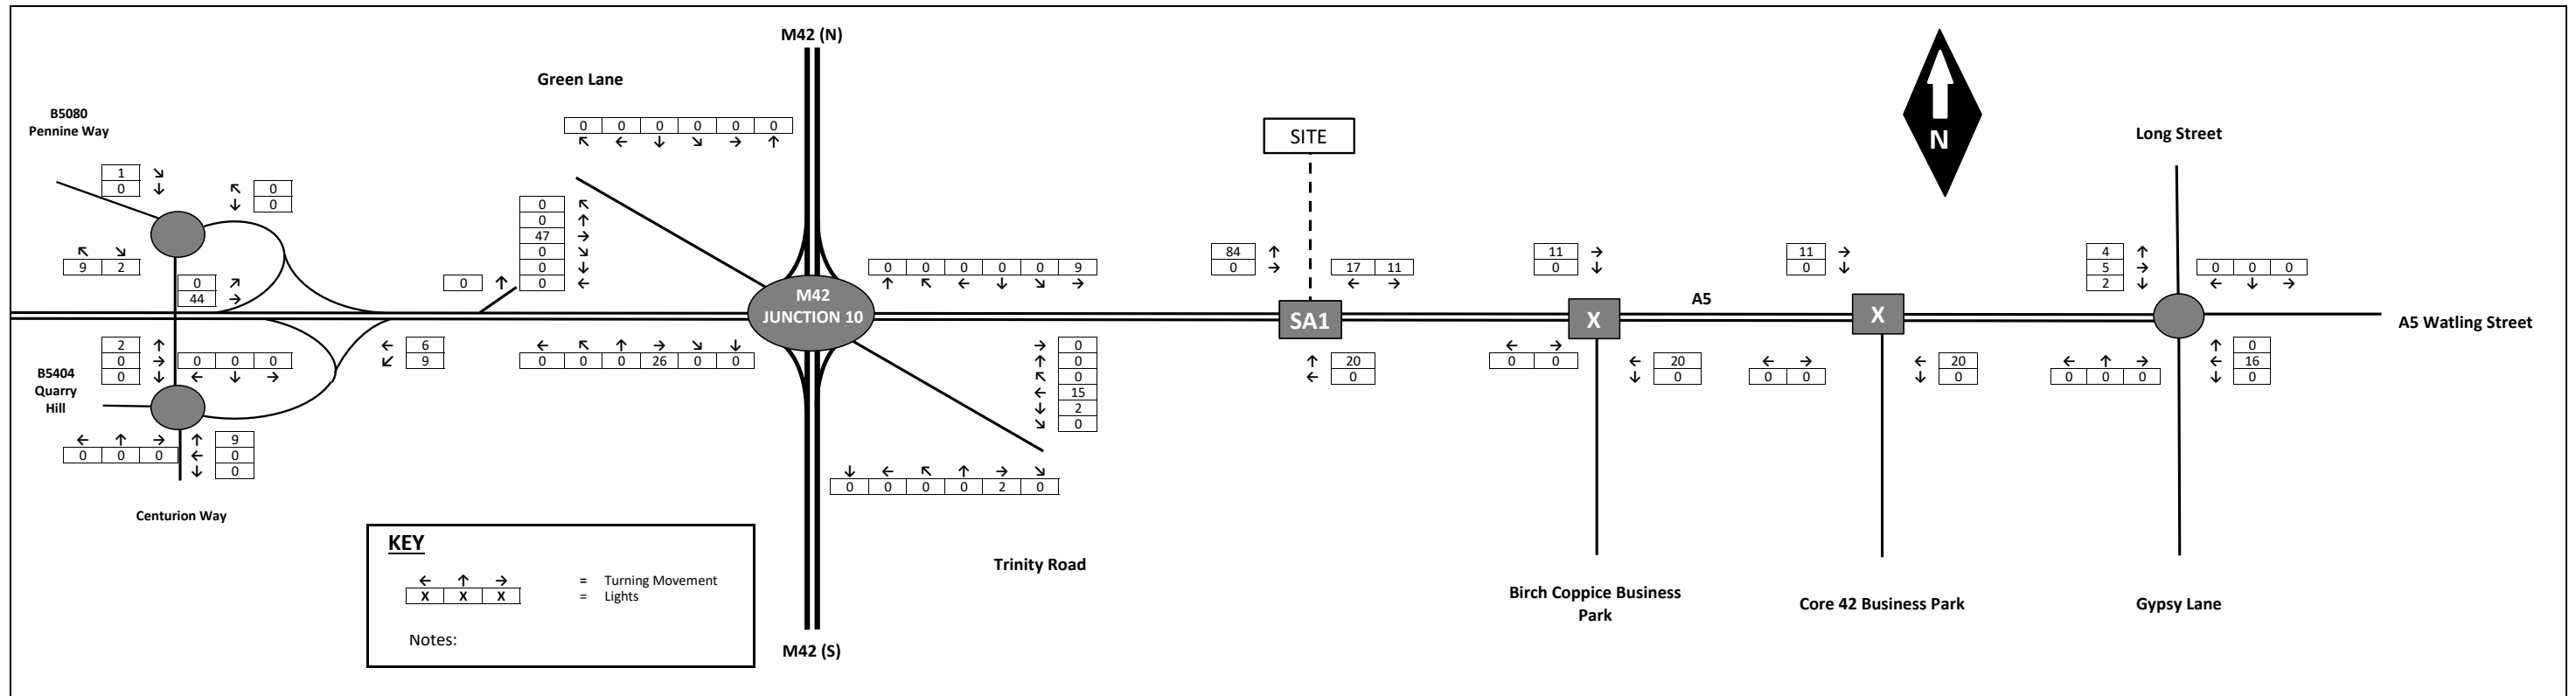 M42 (N)
Green Lane
0 0 0 0 0 0
↖ ← ↓ ↘ → ↑
B5080
Pennine Way
1 ↘
0 ↓
↖ 0
↓ 0
↖ ↘
9 2
0 ↗
44 →
0 ↖
0 ↑
47 →
0 ↘
0 ↓
0 ←
0 ↑
M42
JUNCTION 10
0 0 0 0 0 9
↑ ↖ ← ↓ ↘ →
SITE
84 ↑
0 →
17 11
← →
SA1
↑ 20
← 0
11 →
0 ↓
X
← →
0 0
← 20
↓ 0
A5
11 →
0 ↓
X
← →
0 0
← 20
↓ 0
N
Long Street
4 ↑
5 →
2 ↓
0 0 0
← ↓ →
A5 Watling Street
← ↑ →
0 0 0
↑ 0
← 16
↓ 0
2 ↑
0 →
0 ↓
0 0 0
← ↓ →
← 6
↙ 9
← ↖ ↑ → ↘ ↓
0 0 0 26 0 0
→ 0
↑ 0
↖ 0
← 15
↓ 2
↘ 0
B5404
Quarry
Hill
← ↑ →
0 0 0
↑ 9
← 0
↓ 0
↓ ← ↖ ↑ → ↘
0 0 0 0 2 0
Centurion Way
Trinity Road
Birch Coppice Business
Park
Core 42 Business Park
Gypsy Lane
M42 (S)
KEY
← ↑ → = Turning Movement
X X X = Lights
Notes: